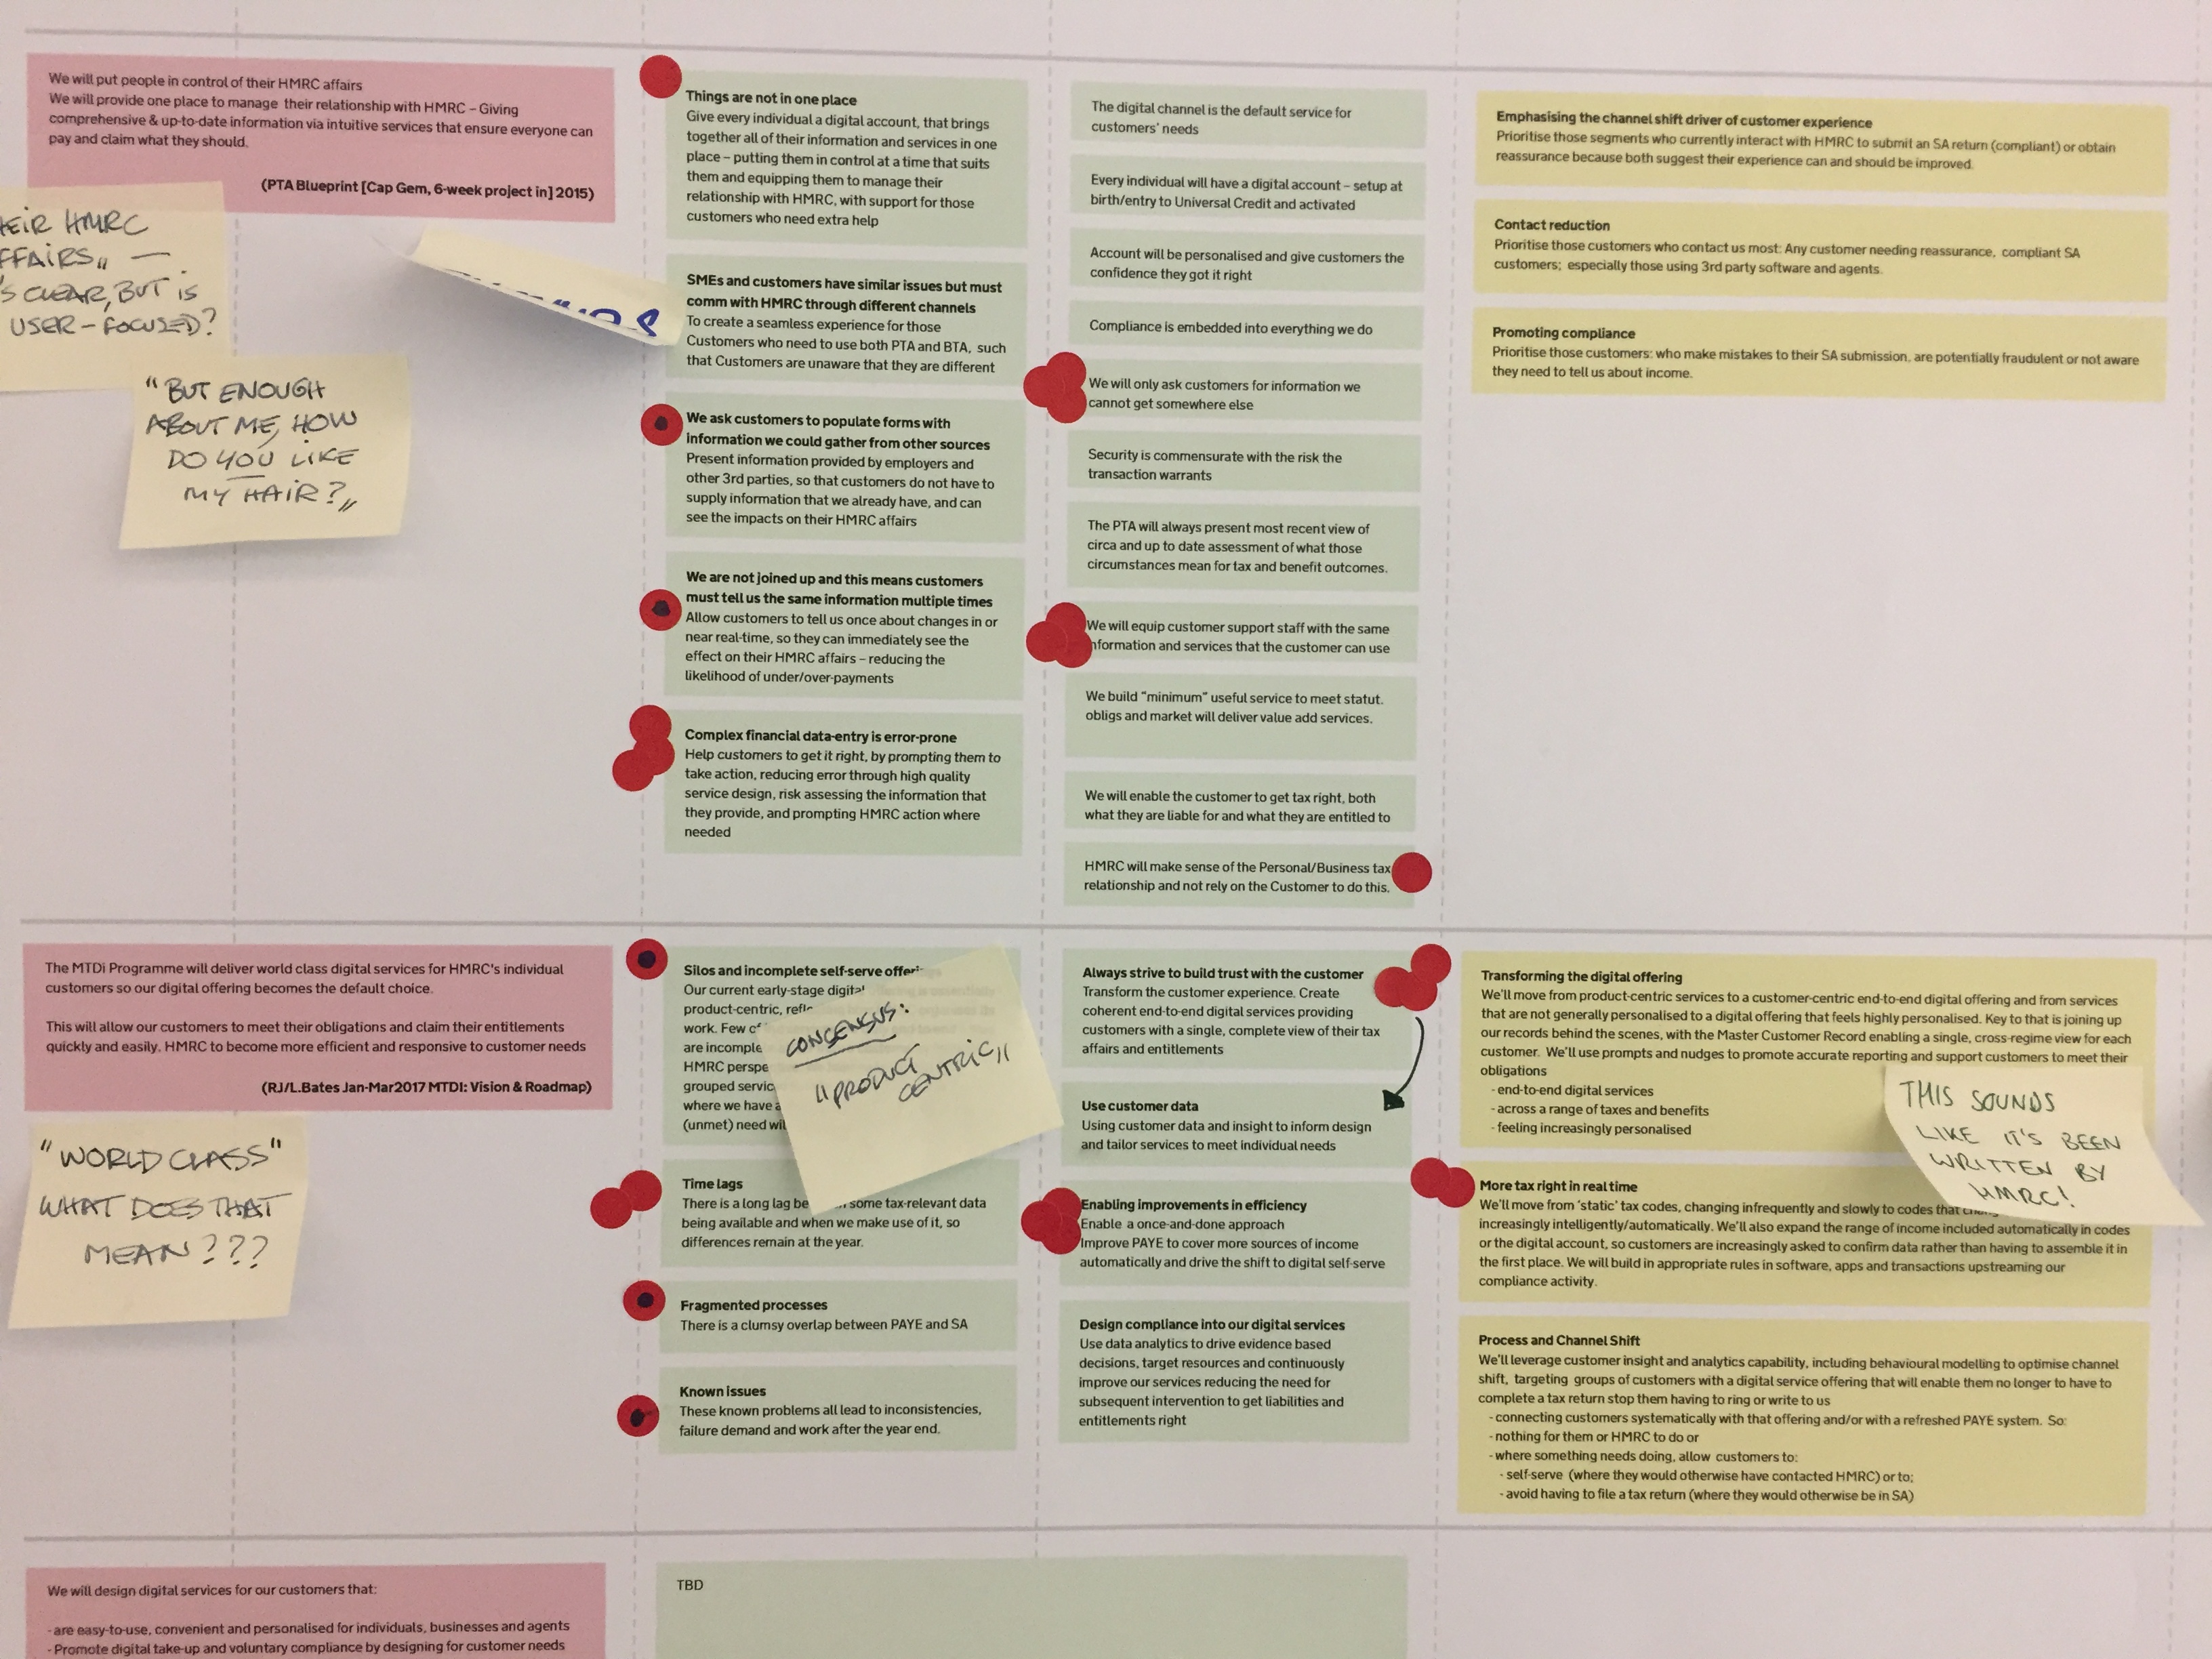 We will put people in control of their HMRC affairs
We will provide one place to manage their relationship with HMRC – Giving
comprehensive & up-to-date information via intuitive services that ensure everyone can
pay and claim what they should.
(PTA Blueprint [Cap Gem, 6-week project in] 2015)
HMRC
IS
CLEAR, BUT IS
USER-FOCUSED?
"BUT ENOUGH
ABOUT ME, HOW
DO YOU LIKE
MY HAIR?"
Things are not in one place
Give every individual a digital account, that brings
together all of their information and services in one
place – putting them in control at a time that suits
them and equipping them to manage their
relationship with HMRC, with support for those
customers who need extra help
SMEs and customers have similar issues but must
comm with HMRC through different channels
To create a seamless experience for those
Customers who need to use both PTA and BTA, such
that Customers are unaware that they are different
We ask customers to populate forms with
information we could gather from other sources
Present information provided by employers and
other 3rd parties, so that customers do not have to
supply information that we already have, and can
see the impacts on their HMRC affairs
We are not joined up and this means customers
must tell us the same information multiple times
Allow customers to tell us once about changes in or
near real-time, so they can immediately see the
effect on their HMRC affairs – reducing the
likelihood of under/over-payments
Complex financial data-entry is error-prone
Help customers to get it right, by prompting them to
take action, reducing error through high quality
service design, risk assessing the information that
they provide, and prompting HMRC action where
needed
The digital channel is the default service for
customers' needs
Every individual will have a digital account – setup at
birth/entry to Universal Credit and activated
Account will be personalised and give customers the
confidence they got it right
Compliance is embedded into everything we do
We will only ask customers for information we
cannot get somewhere else
Security is commensurate with the risk the
transaction warrants
The PTA will always present most recent view of
circa and up to date assessment of what those
circumstances mean for tax and benefit outcomes.
We will equip customer support staff with the same
information and services that the customer can use
We build "minimum" useful service to meet statut.
obligs and market will deliver value add services.
We will enable the customer to get tax right, both
what they are liable for and what they are entitled to
HMRC will make sense of the Personal/Business tax
relationship and not rely on the Customer to do this.
Emphasising the channel shift driver of customer experience
Prioritise those segments who currently interact with HMRC to submit an SA return (compliant) or obtain
reassurance because both suggest their experience can and should be improved.
Contact reduction
Prioritise those customers who contact us most: Any customer needing reassurance, compliant SA
customers; especially those using 3rd party software and agents.
Promoting compliance
Prioritise those customers: who make mistakes to their SA submission, are potentially fraudulent or not aware
they need to tell us about income.
The MTDi Programme will deliver world class digital services for HMRC's individual
customers so our digital offering becomes the default choice.
This will allow our customers to meet their obligations and claim their entitlements
quickly and easily. HMRC to become more efficient and responsive to customer needs
(RJ/L.Bates Jan-Mar2017 MTDI: Vision & Roadmap)
"WORLD CLASS"
WHAT DOES THAT
MEAN???
Silos and incomplete self-serve
Our current early-stage digital
product-centric,
work. Few
are
HMRC
grouped
where we have
(unmet) need
CONCENSUS:
"PRODUCT
CENTRIC"
Time lags
There is a long lag some tax-relevant data
being available and when we make use of it, so
differences remain at the year.
Fragmented processes
There is a clumsy overlap between PAYE and SA
Known issues
These known problems all lead to inconsistencies,
failure demand and work after the year end.
Always strive to build trust with the customer
Transform the customer experience. Create
coherent end-to-end digital services providing
customers with a single, complete view of their tax
affairs and entitlements
Use customer data
Using customer data and insight to inform design
and tailor services to meet individual needs
Enabling improvements in efficiency
Enable a once-and-done approach
Improve PAYE to cover more sources of income
automatically and drive the shift to digital self-serve
Design compliance into our digital services
Use data analytics to drive evidence based
decisions, target resources and continuously
improve our services reducing the need for
subsequent intervention to get liabilities and
entitlements right
Transforming the digital offering
We'll move from product-centric services to a customer-centric end-to-end digital offering and from services
that are not generally personalised to a digital offering that feels highly personalised. Key to that is joining up
our records behind the scenes, with the Master Customer Record enabling a single, cross-regime view for each
customer. We'll use prompts and nudges to promote accurate reporting and support customers to meet their
obligations
- end-to-end digital services
- across a range of taxes and benefits
- feeling increasingly personalised
THIS SOUNDS
LIKE IT'S BEEN
WRITTEN BY
HMRC!
More tax right in real time
We'll move from 'static' tax codes, changing infrequently and slowly to codes that
increasingly intelligently/automatically. We'll also expand the range of income included automatically in codes
or the digital account, so customers are increasingly asked to confirm data rather than having to assemble it in
the first place. We will build in appropriate rules in software, apps and transactions upstreaming our
compliance activity.
Process and Channel Shift
We'll leverage customer insight and analytics capability, including behavioural modelling to optimise channel
shift, targeting groups of customers with a digital service offering that will enable them no longer to have to
complete a tax return stop them having to ring or write to us
- connecting customers systematically with that offering and/or with a refreshed PAYE system. So:
- nothing for them or HMRC to do or
- where something needs doing, allow customers to:
- self-serve (where they would otherwise have contacted HMRC) or to;
- avoid having to file a tax return (where they would otherwise be in SA)
We will design digital services for our customers that:
- are easy-to-use, convenient and personalised for individuals, businesses and agents
- Promote digital take-up and voluntary compliance by designing for customer needs
TBD